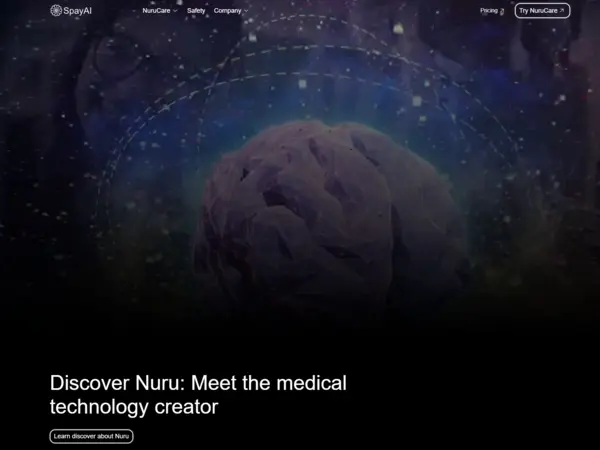 SpayAI
NuruCare
Safety
Company
Pricing
Try NuruCare
Discover Nuru: Meet the medical
technology creator
Learn discover about Nuru